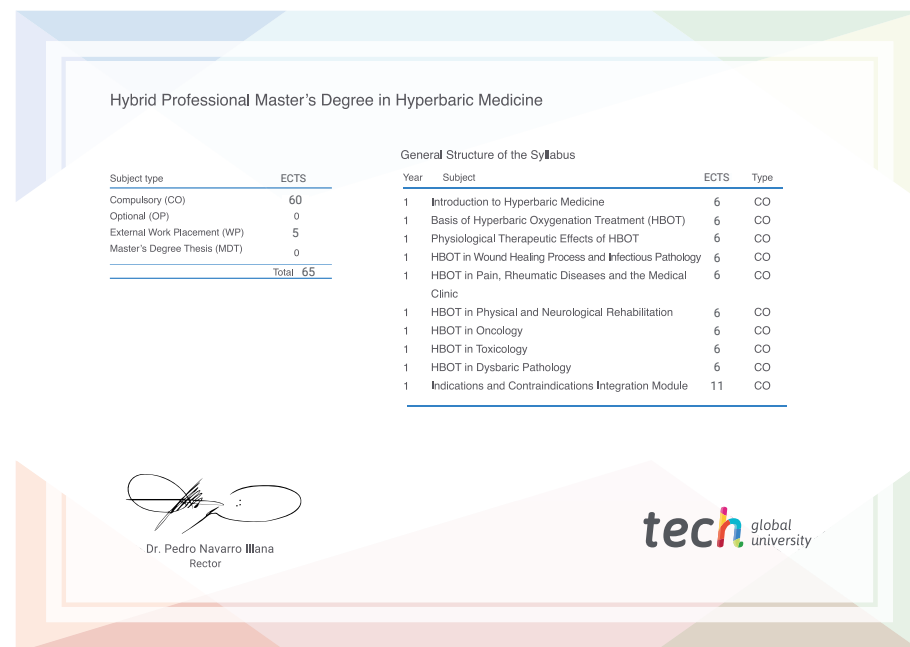 Hybrid Professional Master's Degree in Hyperbaric Medicine
Subject type ECTS
Compulsory (CO) 60
Optional (OP) 0
External Work Placement (WP) 5
Master's Degree Thesis (MDT) 0
Total 65
General Structure of the Syllabus
Year Subject ECTS Type
1 Introduction to Hyperbaric Medicine 6 CO
1 Basis of Hyperbaric Oxygenation Treatment (HBOT) 6 CO
1 Physiological Therapeutic Effects of HBOT 6 CO
1 HBOT in Wound Healing Process and Infectious Pathology 6 CO
1 HBOT in Pain, Rheumatic Diseases and the Medical 6 CO
Clinic
1 HBOT in Physical and Neurological Rehabilitation 6 CO
1 HBOT in Oncology 6 CO
1 HBOT in Toxicology 6 CO
1 HBOT in Dysbaric Pathology 6 CO
1 Indications and Contraindications Integration Module 11 CO
Dr. Pedro Navarro Illana
Rector
tech global
university